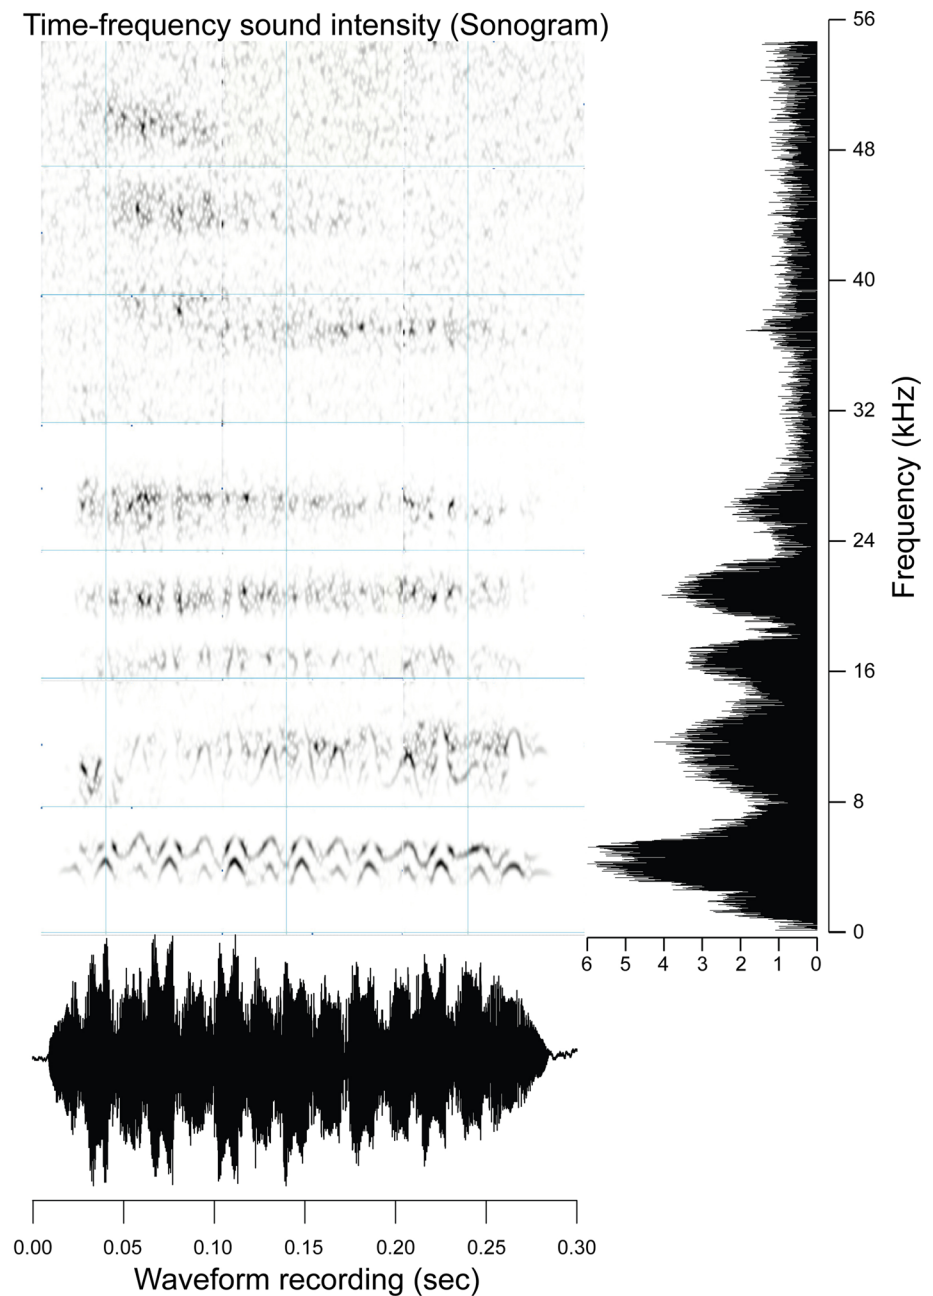 Time-frequency sound intensity (Sonogram)
56
48
40
32
24
16
8
0
Frequency (kHz)
6 5 4 3 2 1 0
0.00 0.05 0.10 0.15 0.20 0.25 0.30
Waveform recording (sec)